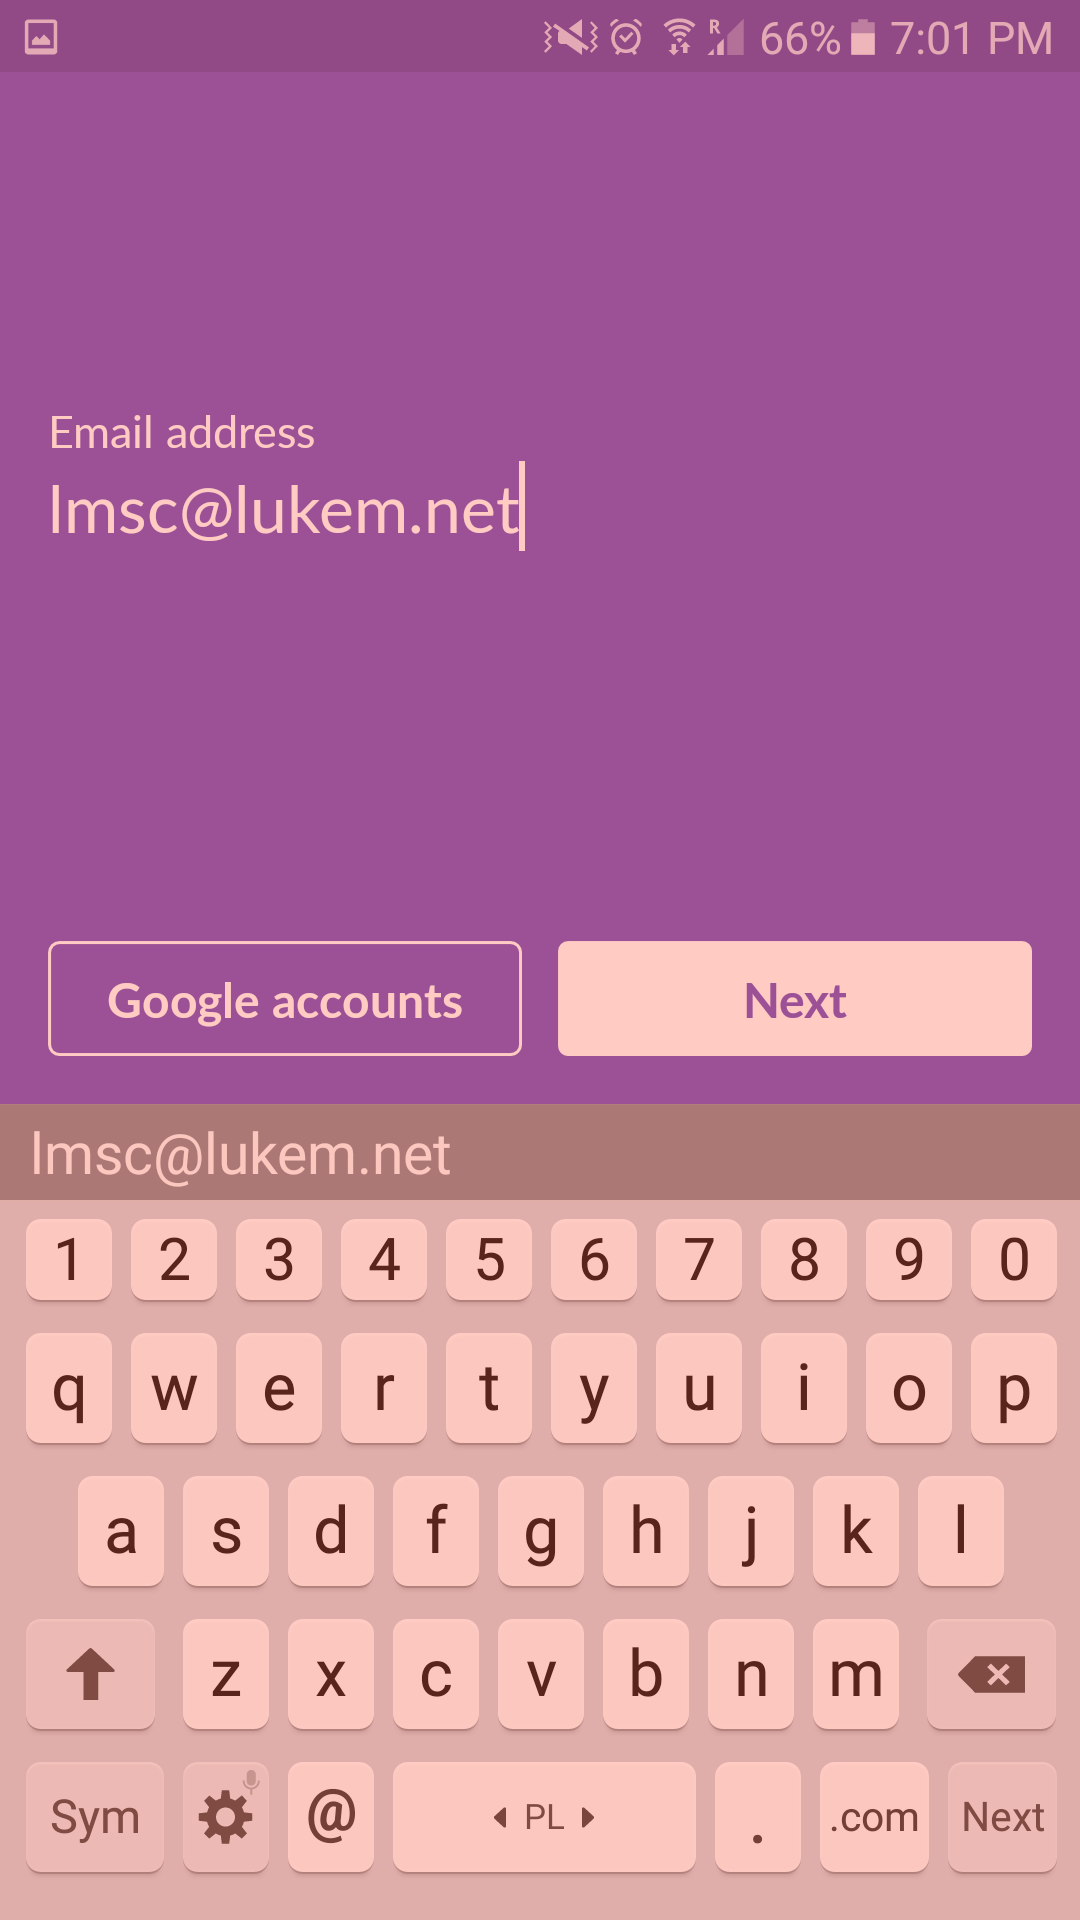 R 66% 7:01 PM
Email address
lmsc@lukem.net
Google accounts Next
lmsc@lukem.net
1 2 3 4 5 6 7 8 9 0
q w e r t y u i o p
a s d f g h j k l
z x c v b n m
Sym @ PL . .com Next